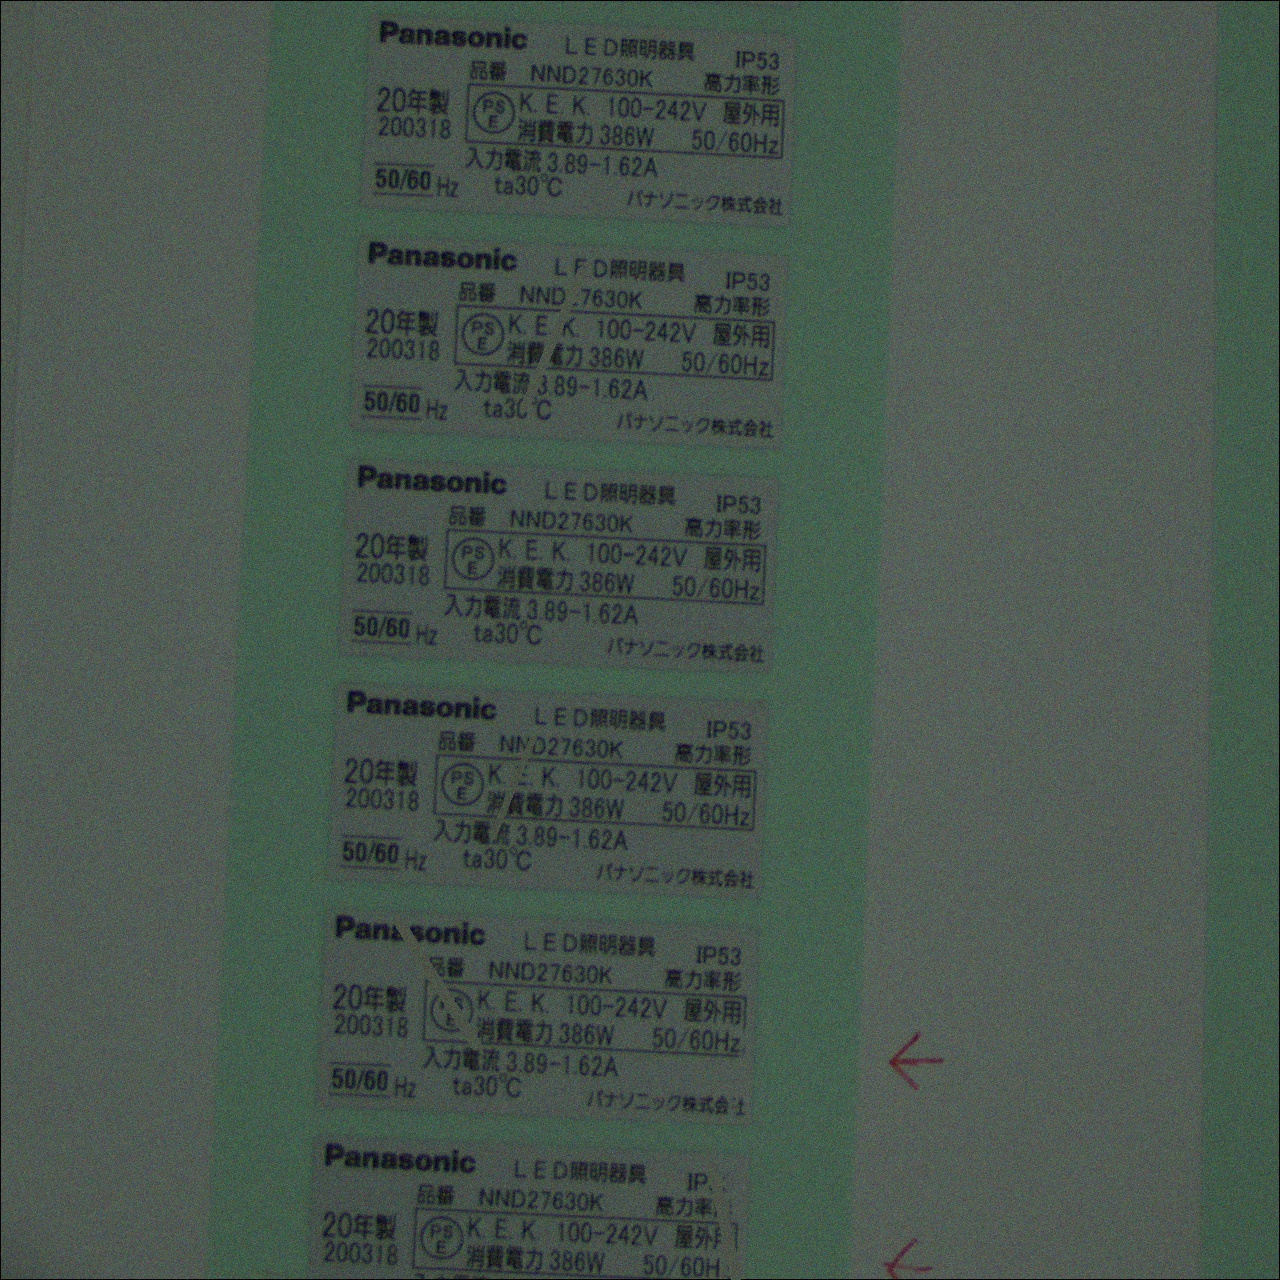 Panasonic LED照明器具 IP53
品番 NND27630K 高力率形
20年製 PS E K. E. K. 100-242V 屋外用
200318 消費電力 386W 50/60Hz
入力電流 3.89-1.62A
50/60 Hz ta30℃ パナソニック株式会社
Panasonic LED照明器具 IP53
品番 NND 7630K 高力率形
20年製 PS E K. E. K. 100-242V 屋外用
200318 消費 力 386W 50/60Hz
入力電流 3.89-1.62A
50/60 Hz ta30℃ パナソニック株式会社
Panasonic LED照明器具 IP53
品番 NND27630K 高力率形
20年製 PS E K. E. K. 100-242V 屋外用
200318 消費電力 386W 50/60Hz
入力電流 3.89-1.62A
50/60 Hz ta30℃ パナソニック株式会社
Panasonic LED照明器具 IP53
品番 NND27630K 高力率形
20年製 PS E K. E. K. 100-242V 屋外用
200318 消費電力 386W 50/60Hz
入力電流 3.89-1.62A
50/60 Hz ta30℃ パナソニック株式会社
Panasonic LED照明器具 IP53
品番 NND27630K 高力率形
20年製 K. E. K. 100-242V 屋外用
200318 消費電力 386W 50/60Hz
入力電流 3.89-1.62A
50/60 Hz ta30℃ パナソニック株式会社
Panasonic LED照明器具 IP
品番 NND27630K 高力率
20年製 PS E K. E. K 100-242V 屋外
200318 消費電力 386W 50/60H